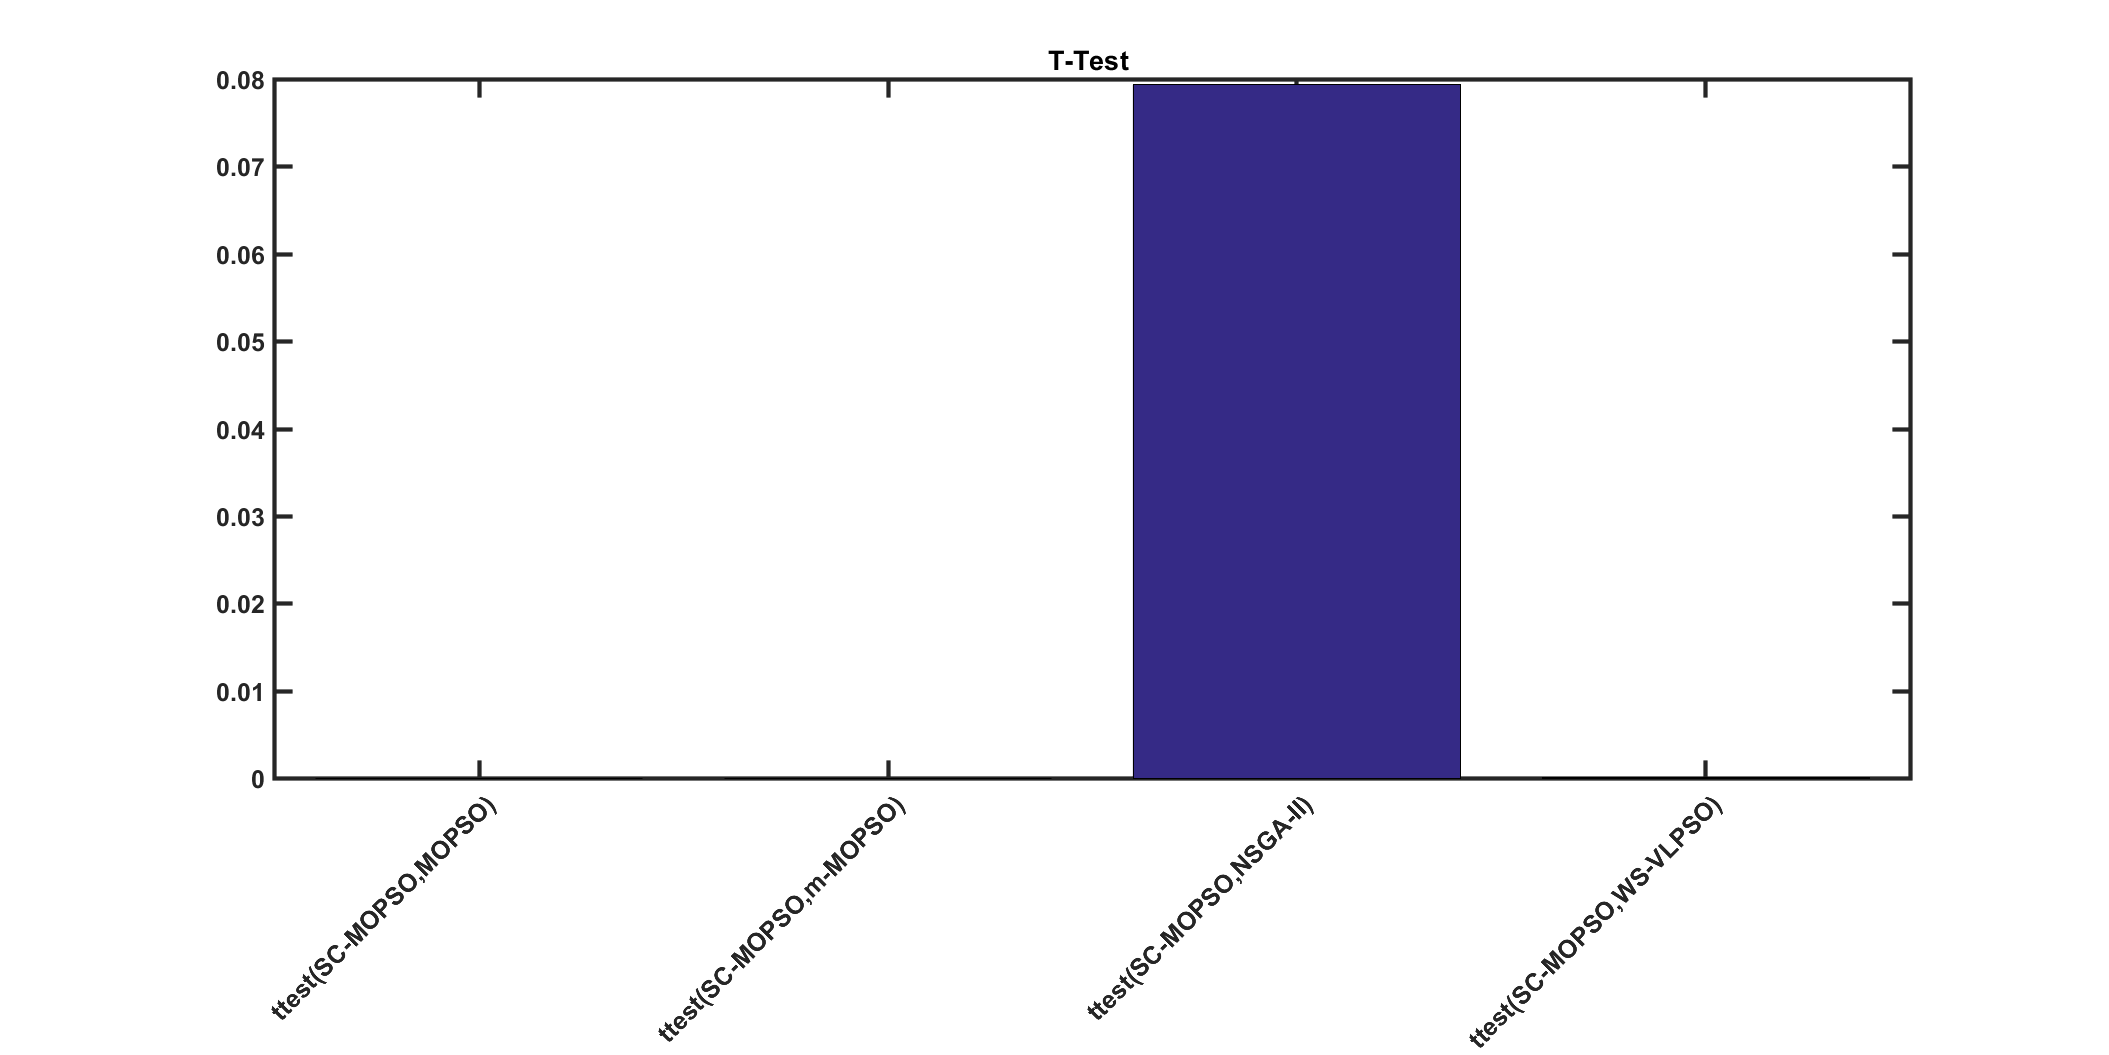 T-Test
0.08
0.07
0.06
0.05
0.04
0.03
0.02
0.01
0
ttest(SC-MOPSO,MOPSO)
ttest(SC-MOPSO,m-MOPSO)
ttest(SC-MOPSO,NSGA-II)
ttest(SC-MOPSO,WS-VLPSO)